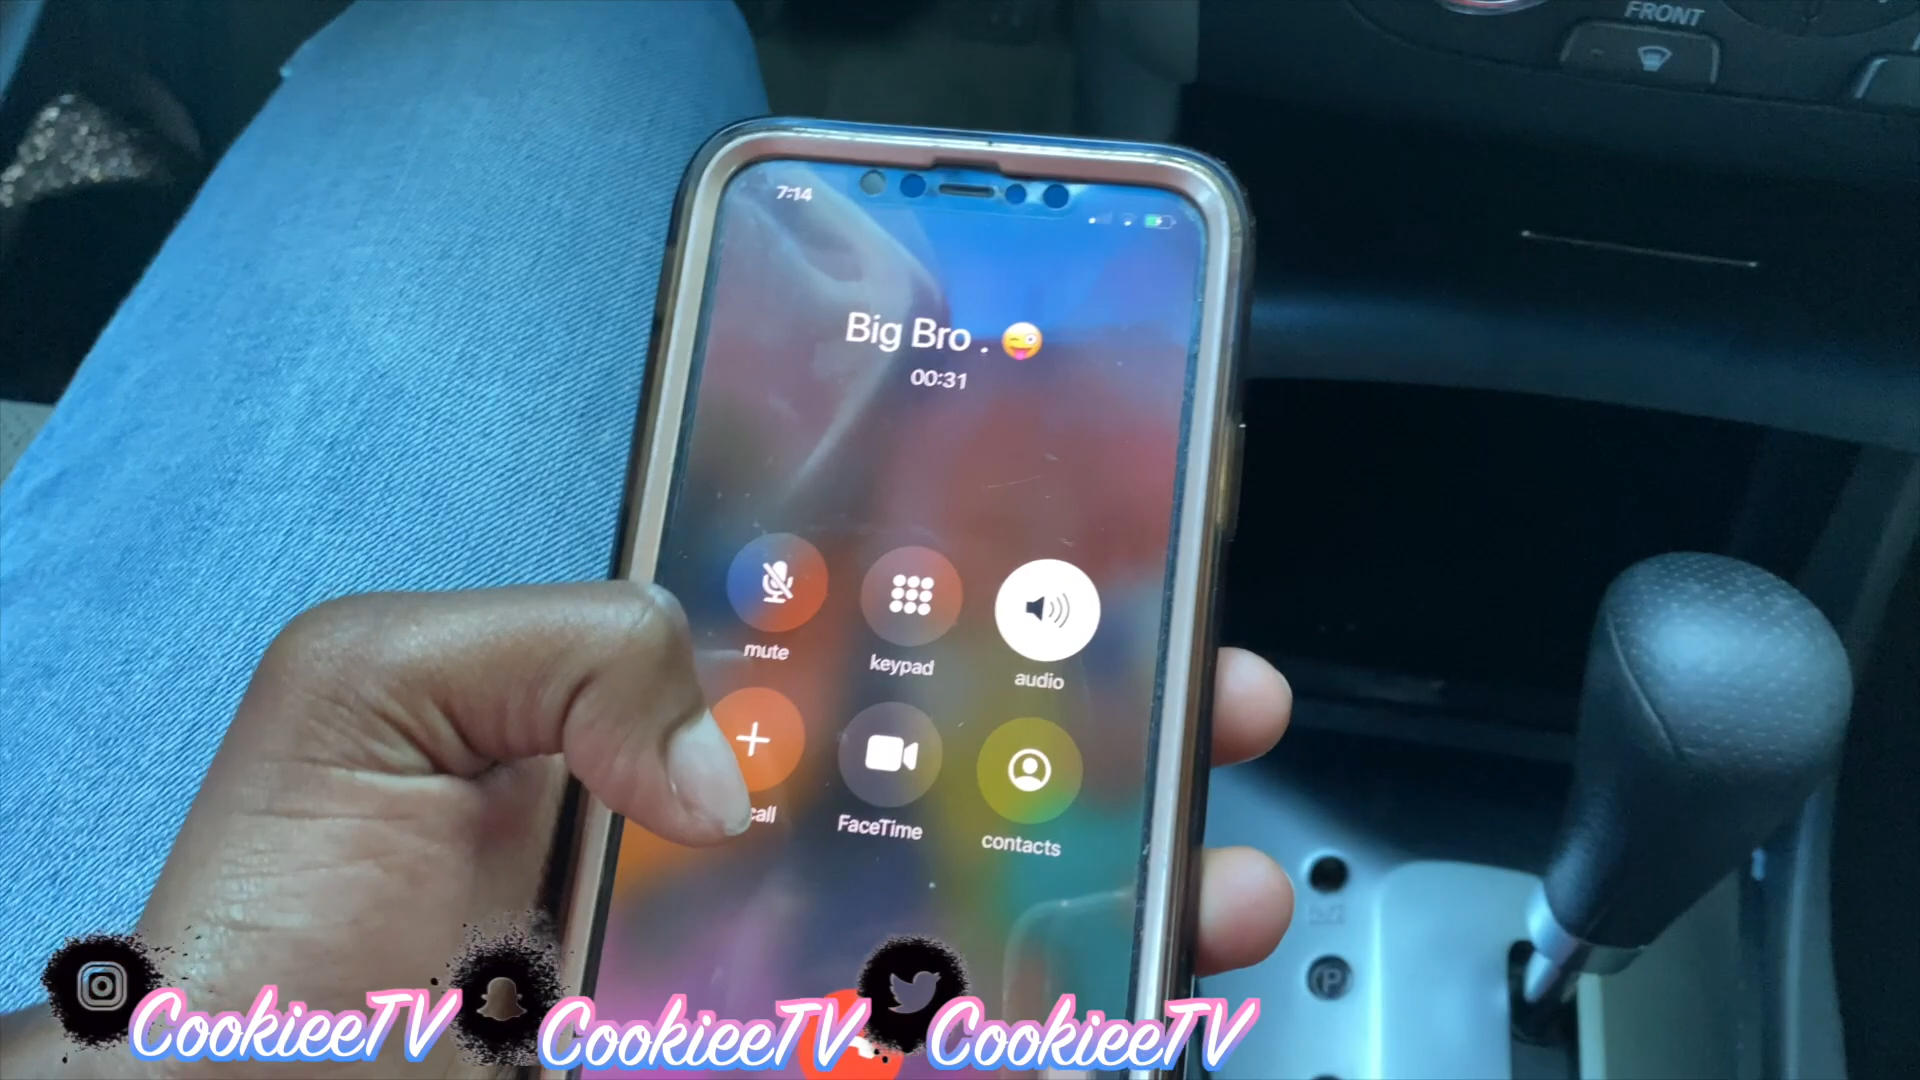 FRONT
7:14
Big Bro . 😜
00:31
mute
keypad
audio
call
FaceTime
contacts
P
CookieeTV
CookieeTV
CookieeTV